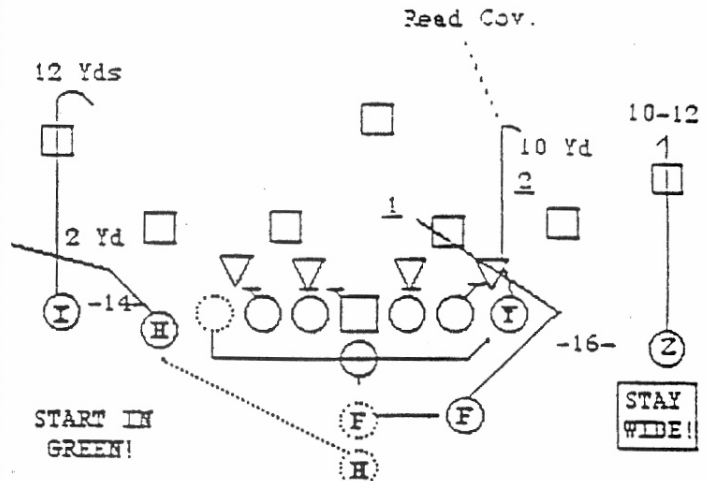 Read Cov.
12 Yds
10-12
10 Yd
2
1
2 Yd
-14-
H
Y
-16-
Z
F
F
H
START IN
GREEN!
STAY
WIDE!